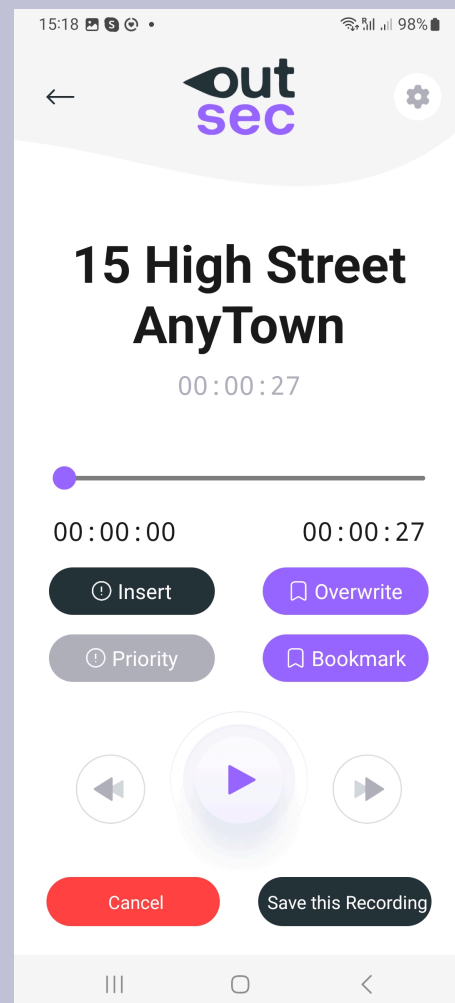 15:18 98%
out
sec
15 High Street
AnyTown
00:00:27
00:00:00 00:00:27
Insert Overwrite
Priority Bookmark
Cancel Save this Recording